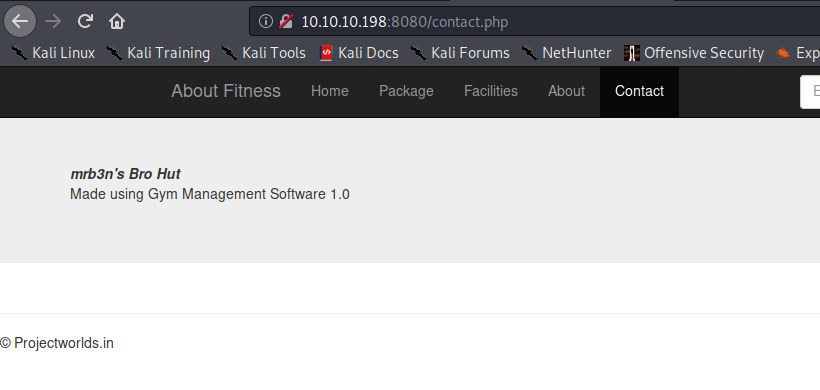 10.10.10.198:8080/contact.php
Kali Linux Kali Training Kali Tools Kali Docs Kali Forums NetHunter Offensive Security Exp
About Fitness Home Package Facilities About Contact E
mrb3n's Bro Hut
Made using Gym Management Software 1.0
© Projectworlds.in